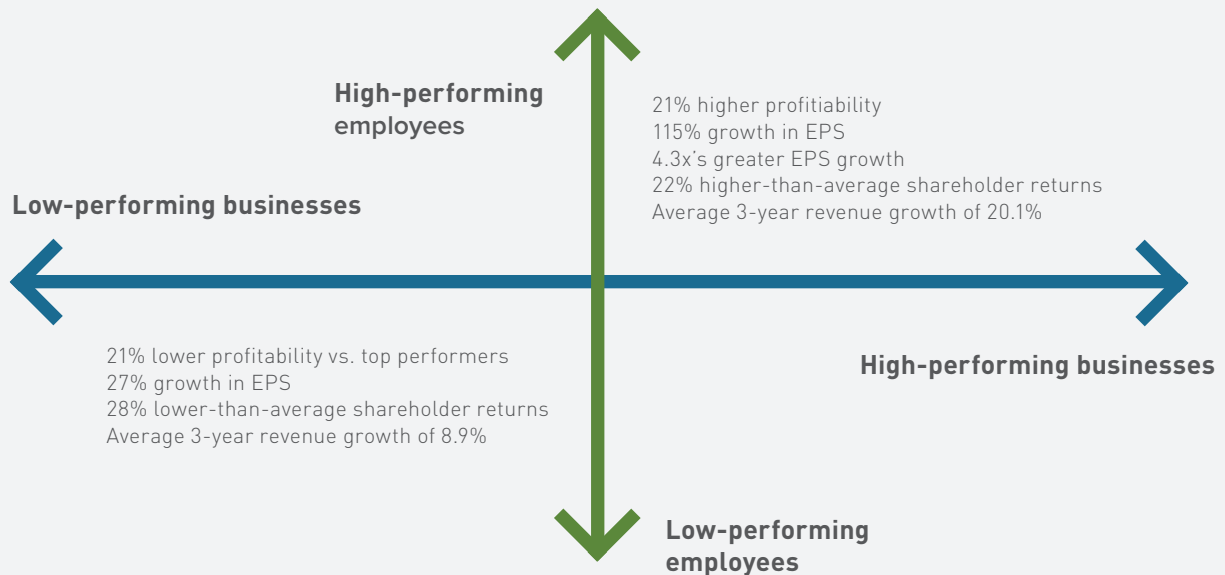 High-performing
employees
21% higher profitiability
115% growth in EPS
4.3x's greater EPS growth
22% higher-than-average shareholder returns
Average 3-year revenue growth of 20.1%
Low-performing businesses
21% lower profitability vs. top performers
27% growth in EPS
28% lower-than-average shareholder returns
Average 3-year revenue growth of 8.9%
High-performing businesses
Low-performing
employees